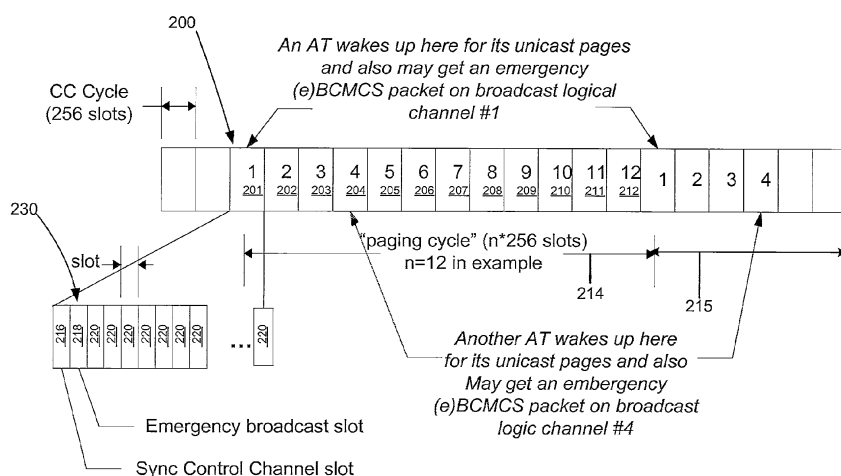 200
An AT wakes up here for its unicast pages
and also may get an emergency
(e)BCMCS packet on broadcast logical
channel #1
CC Cycle
(256 slots)
1 2 3 4 5 6 7 8 9 10 11 12 1 2 3 4
201 202 203 204 205 206 207 208 209 210 211 212
230
slot
"paging cycle" (n*256 slots)
n=12 in example
214
215
216 218 220 220 220 220 220 220 220 ... 220
Another AT wakes up here
for its unicast pages and also
May get an embergency
(e)BCMCS packet on broadcast
logic channel #4
Emergency broadcast slot
Sync Control Channel slot